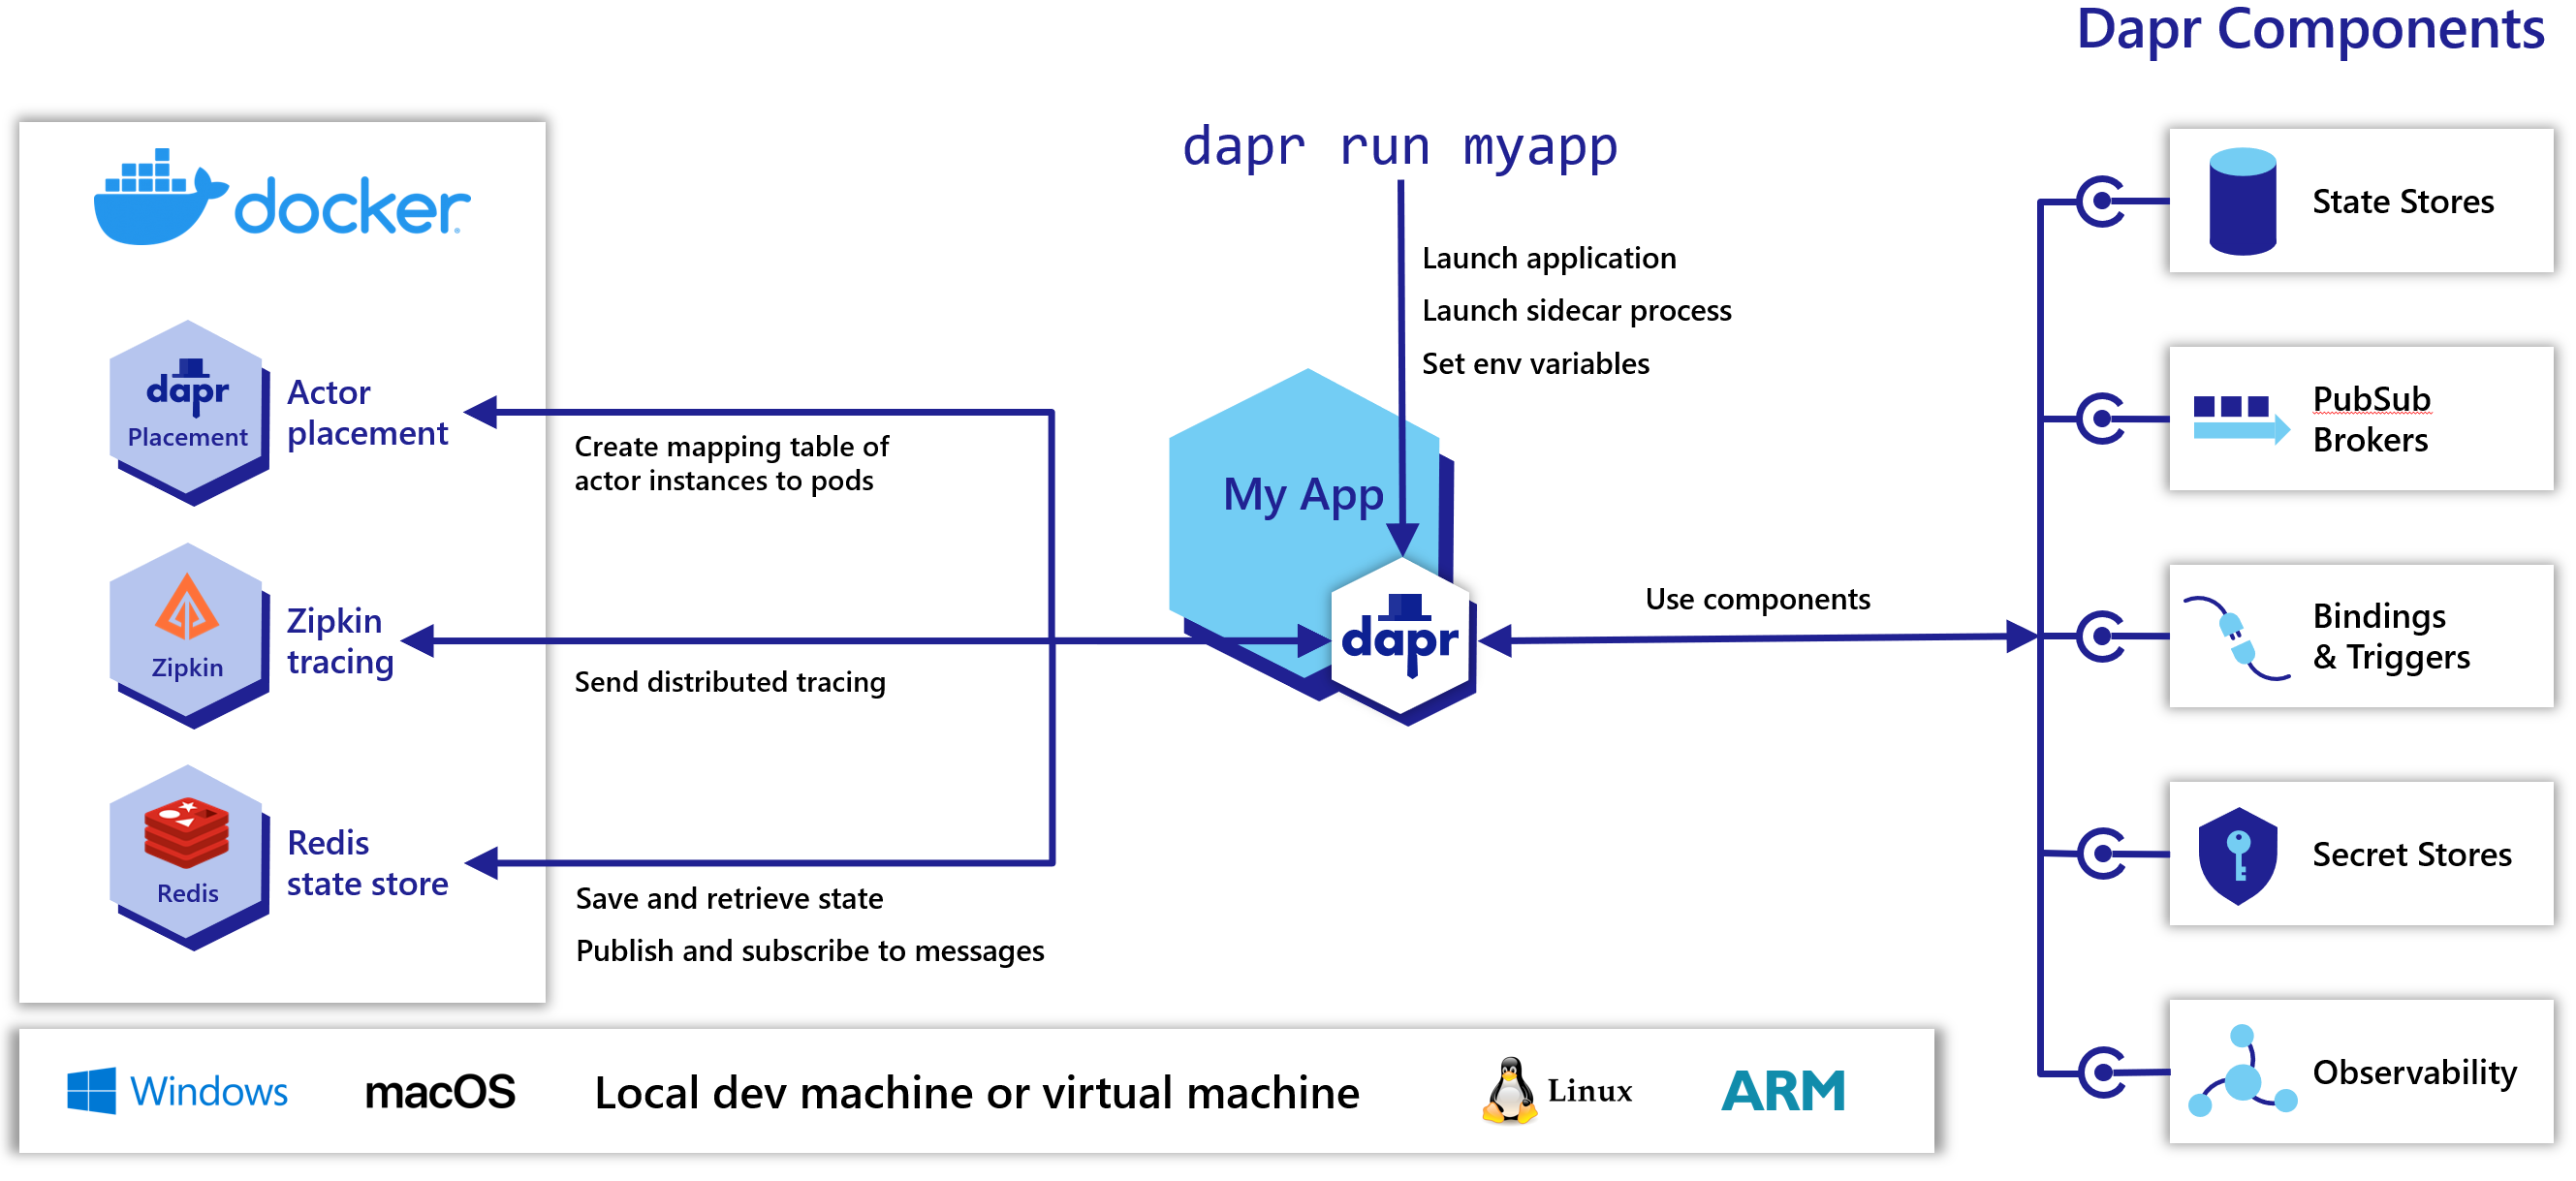 Dapr Components
docker
dapr run myapp
Launch application
Launch sidecar process
Set env variables
dapr
Placement
Actor
placement
Create mapping table of
actor instances to pods
My App
dapr
Zipkin
Zipkin
tracing
Send distributed tracing
Use components
Redis
Redis
state store
Save and retrieve state
Publish and subscribe to messages
State Stores
PubSub
Brokers
Bindings
& Triggers
Secret Stores
Observability
Windows
macOS
Local dev machine or virtual machine
Linux
ARM